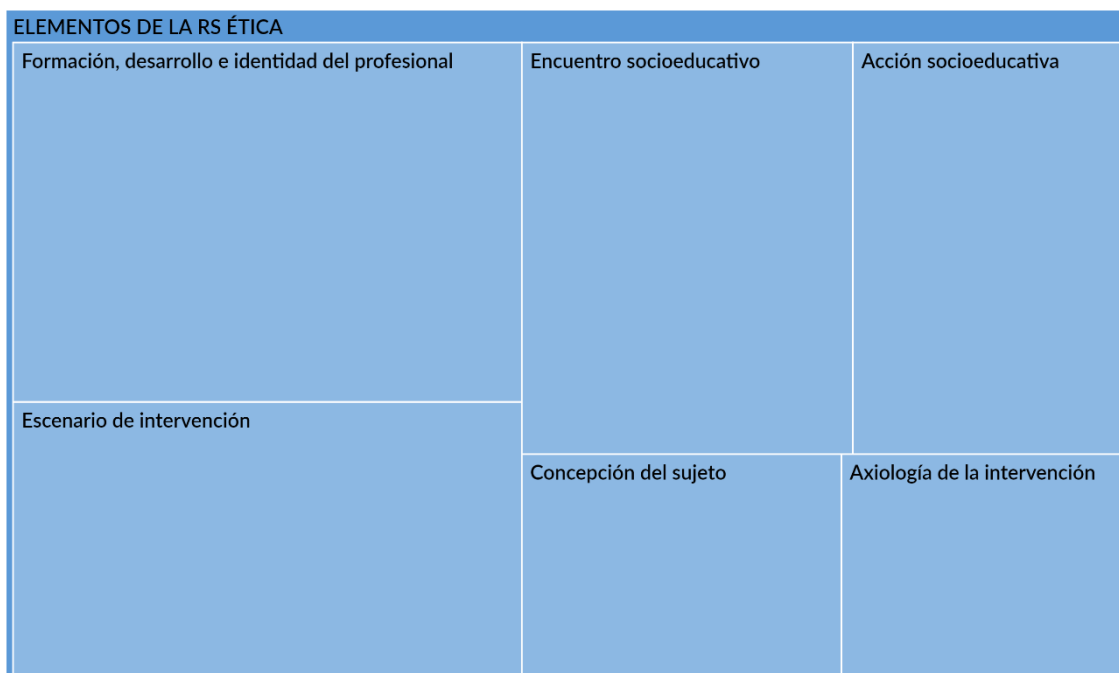 ELEMENTOS DE LA RS ÉTICA
Formación, desarrollo e identidad del profesional
Encuentro socioeducativo
Acción socioeducativa
Escenario de intervención
Concepción del sujeto
Axiología de la intervención